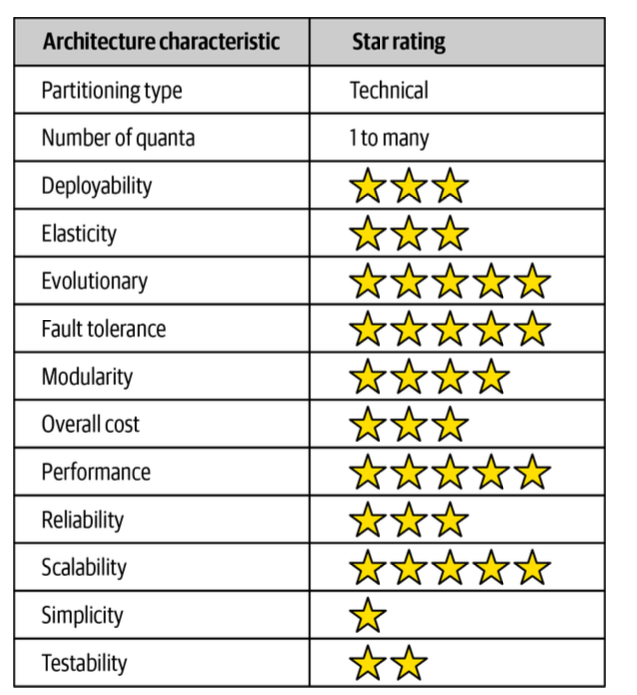 Architecture characteristic Star rating
Partitioning type Technical
Number of quanta 1 to many
Deployability
Elasticity
Evolutionary
Fault tolerance
Modularity
Overall cost
Performance
Reliability
Scalability
Simplicity
Testability